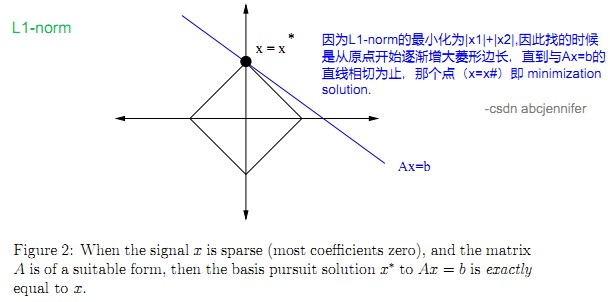 L1-norm
x = x*
因为L1-norm的最小化为|x1|+|x2|,因此找的时候
是从原点开始逐渐增大菱形边长，直到与Ax=b的
直线相切为止，那个点（x=x#）即 minimization
solution.
-csdn abcjennifer
Ax=b
Figure 2: When the signal x is sparse (most coefficients zero), and the matrix
A is of a suitable form, then the basis pursuit solution x* to Ax = b is exactly
equal to x.